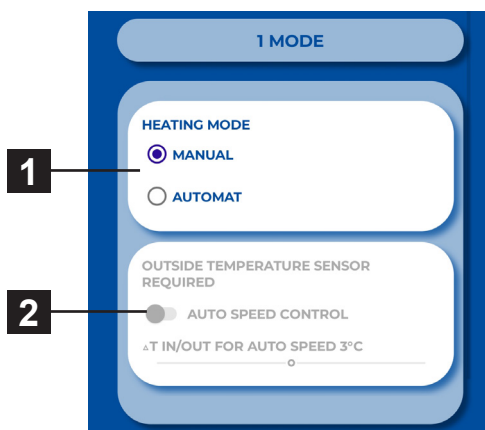 1 MODE
HEATING MODE
1
MANUAL
AUTOMAT
OUTSIDE TEMPERATURE SENSOR
REQUIRED
2
AUTO SPEED CONTROL
△T IN/OUT FOR AUTO SPEED 3°C